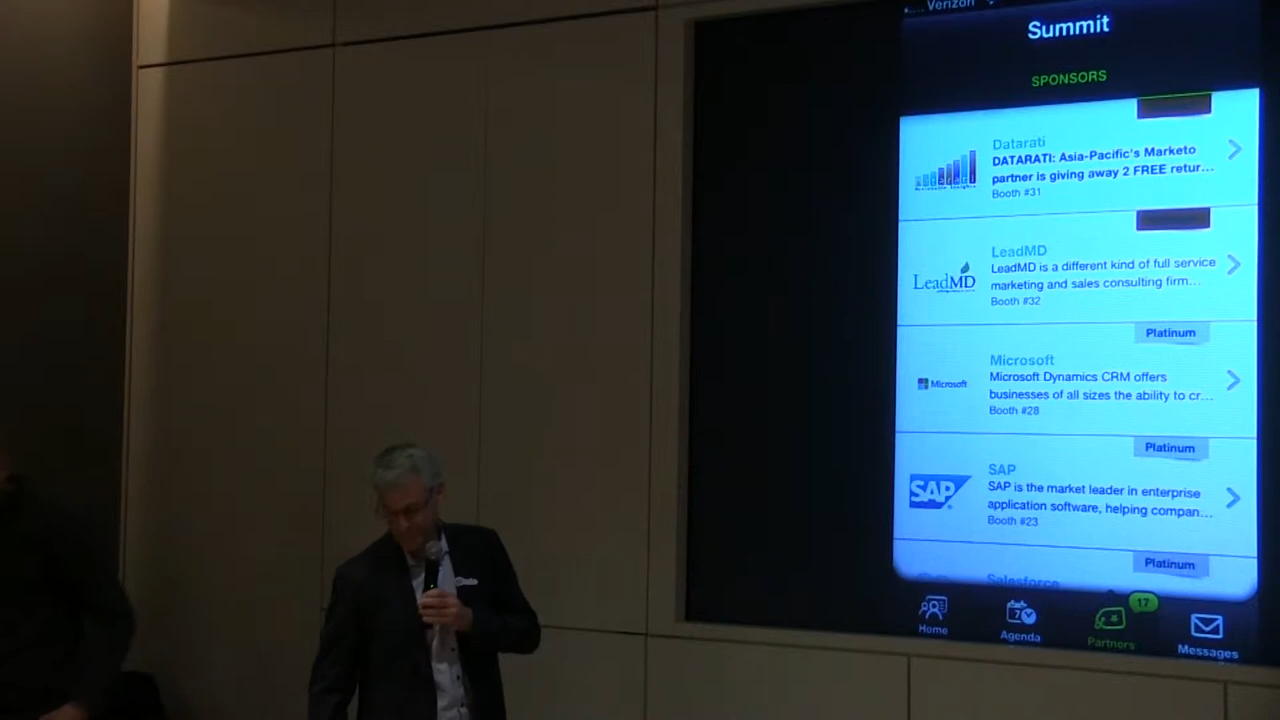 Verizon
Summit
SPONSORS
Datarati
DATARATI: Asia-Pacific's Marketo
partner is giving away 2 FREE retur...
Booth #31
LeadMD
LeadMD
LeadMD is a different kind of full service
marketing and sales consulting firm...
Booth #32
Platinum
Microsoft
Microsoft
Microsoft Dynamics CRM offers
businesses of all sizes the ability to cr...
Booth #28
Platinum
SAP
SAP
SAP is the market leader in enterprise
application software, helping compan...
Booth #23
Platinum
Salesforce
17
7
Home
Agenda
Partners
Messages